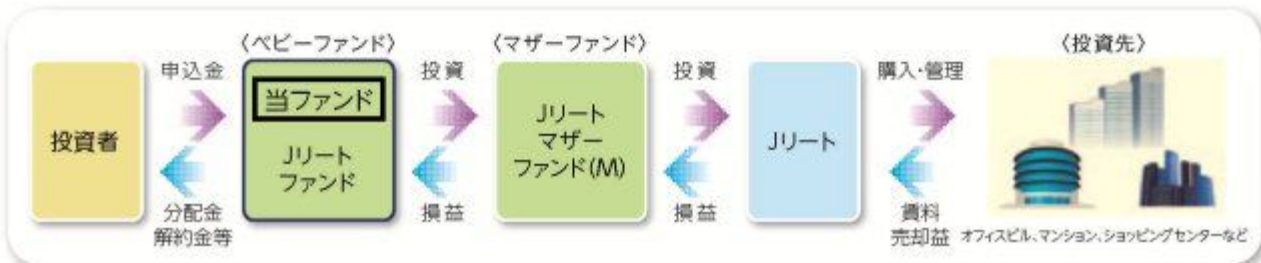 〈ベビーファンド〉
〈マザーファンド〉
〈投資先〉
申込金
投資
投資
購入・管理
投資者
当ファンド
Jリート
ファンド
Jリート
マザー
ファンド(M)
Jリート
分配金
解約金等
損益
損益
賃料
売却益
オフィスビル、マンション、ショッピングセンターなど